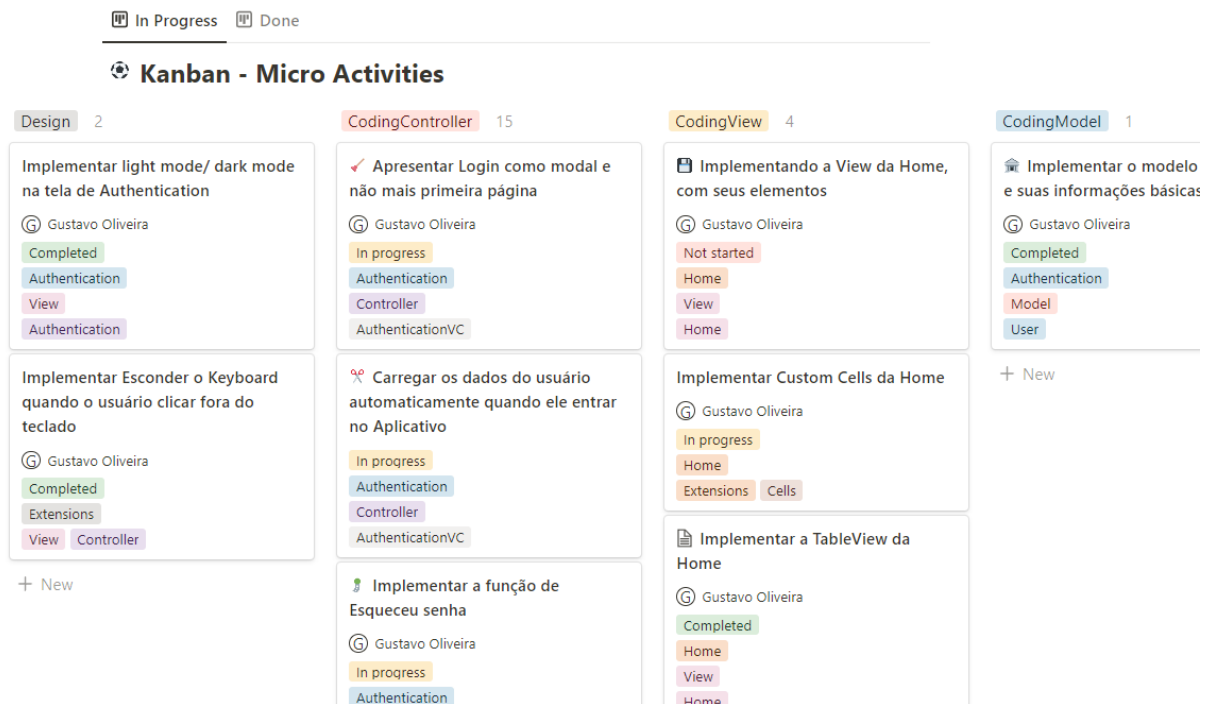 In Progress Done
Kanban - Micro Activities
Design 2
Implementar light mode/ dark mode
na tela de Authentication
G Gustavo Oliveira
Completed
Authentication
View
Authentication
Implementar Esconder o Keyboard
quando o usuário clicar fora do
teclado
G Gustavo Oliveira
Completed
Extensions
View Controller
+ New
CodingController 15
Apresentar Login como modal e
não mais primeira página
G Gustavo Oliveira
In progress
Authentication
Controller
AuthenticationVC
Carregar os dados do usuário
automaticamente quando ele entrar
no Aplicativo
In progress
Authentication
Controller
AuthenticationVC
Implementar a função de
Esqueceu senha
G Gustavo Oliveira
In progress
Authentication
CodingView 4
Implementando a View da Home,
com seus elementos
G Gustavo Oliveira
Not started
Home
View
Home
Implementar Custom Cells da Home
G Gustavo Oliveira
In progress
Home
Extensions Cells
Implementar a TableView da
Home
G Gustavo Oliveira
Completed
Home
View
Home
CodingModel 1
Implementar o modelo
e suas informações básicas
G Gustavo Oliveira
Completed
Authentication
Model
User
+ New